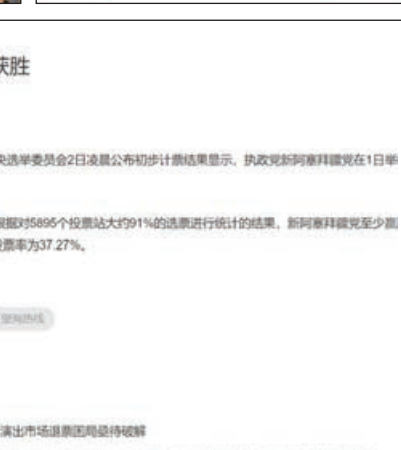 获胜
央选举委员会2日凌晨公布初步计票结果显示，执政党新阿塞拜疆党在1日举
根据对5895个投票站大约91%的选票进行统计的结果，新阿塞拜疆党至少赢
投票率为37.27%。
新闻热线
演出市场退票困局亟待破解